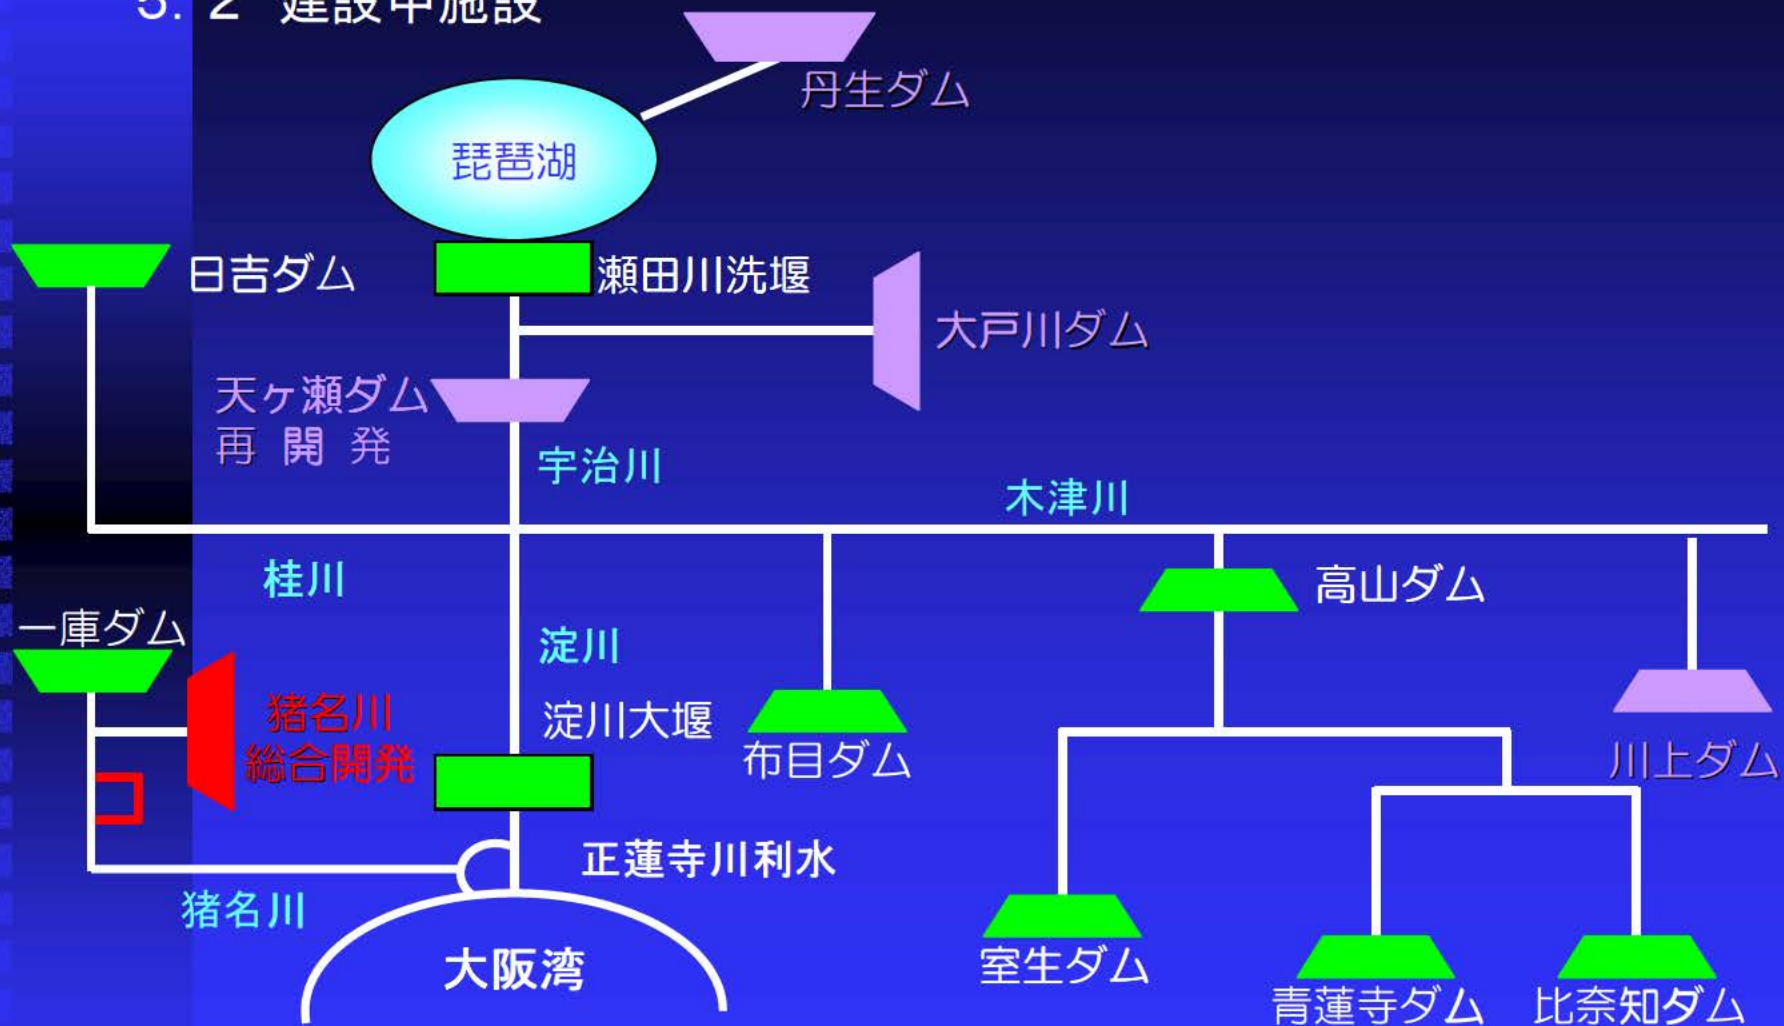 5. 2 建設中施設
丹生ダム
琵琶湖
日吉ダム
瀬田川洗堰
大戸川ダム
天ヶ瀬ダム
再 開 発
宇治川
木津川
桂川
高山ダム
一庫ダム
淀川
猪名川
総合開発
淀川大堰
布目ダム
川上ダム
正蓮寺川利水
猪名川
大阪湾
室生ダム
青蓮寺ダム
比奈知ダム